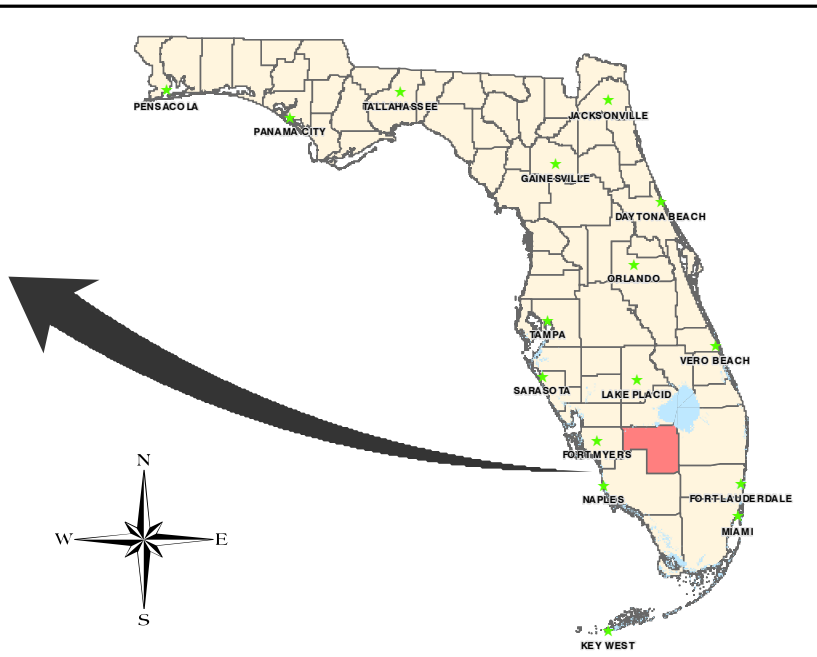 PENSACOLA
TALLAHASSEE
JACKSONVILLE
PANAMA CITY
GAINESVILLE
DAYTONA BEACH
ORLANDO
TAMPA
VERO BEACH
SARASOTA
LAKE PLACID
FORT MYERS
NAPLES
FORT LAUDERDALE
MIAMI
KEY WEST
N
W
E
S